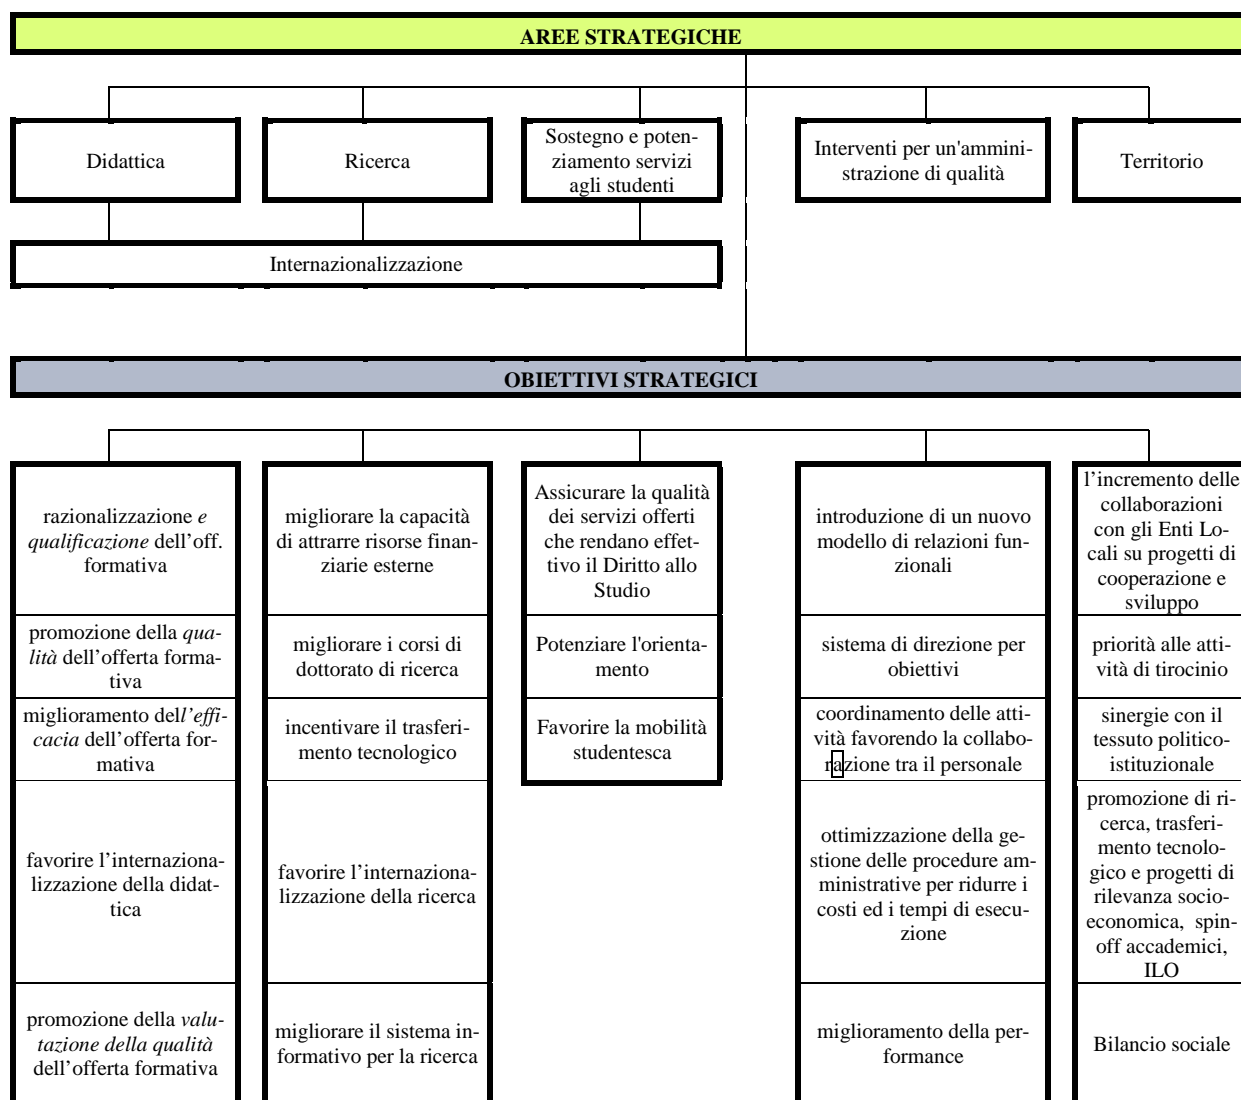 AREE STRATEGICHE
Didattica
Ricerca
Sostegno e poten-
ziamento servizi
agli studenti
Interventi per un'ammini-
strazione di qualità
Territorio
Internazionalizzazione
OBIETTIVI STRATEGICI
razionalizzazione e
qualificazione dell’off.
formativa
migliorare la capacità
di attrarre risorse finan-
ziarie esterne
Assicurare la qualità
dei servizi offerti
che rendano effet-
tivo il Diritto allo
Studio
introduzione di un nuovo
modello di relazioni fun-
zionali
l’incremento delle
collaborazioni
con gli Enti Lo-
cali su progetti di
cooperazione e
sviluppo
promozione della qua-
lità dell’offerta forma-
tiva
migliorare i corsi di
dottorato di ricerca
Potenziare l'orienta-
mento
sistema di direzione per
obiettivi
priorità alle atti-
vità di tirocinio
miglioramento dell’effi-
cacia dell’offerta for-
mativa
incentivare il trasferi-
mento tecnologico
Favorire la mobilità
studentesca
coordinamento delle atti-
vità favorendo la collabo-
razione tra il personale
sinergie con il
tessuto politico-
istituzionale
favorire l’internaziona-
lizzazione della didat-
tica
favorire l’internaziona-
lizzazione della ricerca
ottimizzazione della ge-
stione delle procedure am-
ministrative per ridurre i
costi ed i tempi di esecu-
zione
promozione di ri-
cerca, trasferi-
mento tecnolo-
gico e progetti di
rilevanza socio-
economica, spin-
off accademici,
ILO
promozione della valu-
tazione della qualità
dell’offerta formativa
migliorare il sistema in-
formativo per la ricerca
miglioramento della per-
formance
Bilancio sociale